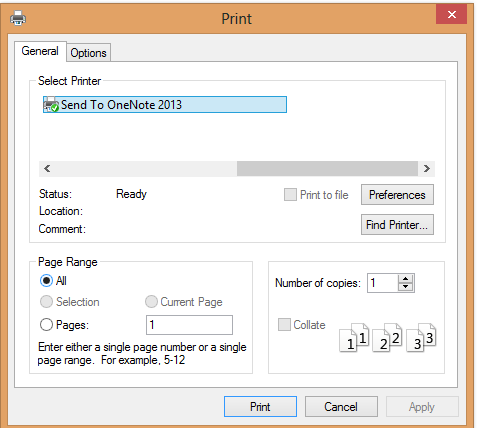 Print
General
Options
Select Printer
Send To OneNote 2013
Status: Ready
Print to file
Preferences
Location:
Comment:
Find Printer...
Page Range
All
Selection
Current Page
Pages: 1
Enter either a single page number or a single
page range. For example, 5-12
Number of copies: 1
Collate
1 1 2 2 3 3
Print
Cancel
Apply